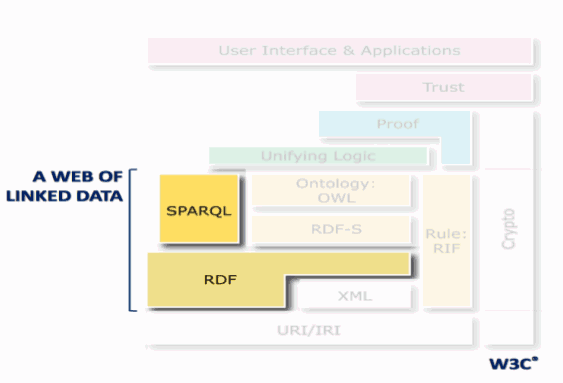 User Interface & Applications
Trust
Proof
Unifying Logic
A WEB OF
LINKED DATA
SPARQL
Ontology:
OWL
RDF-S
Rule:
RIF
Crypto
RDF
XML
URI/IRI
W3C®